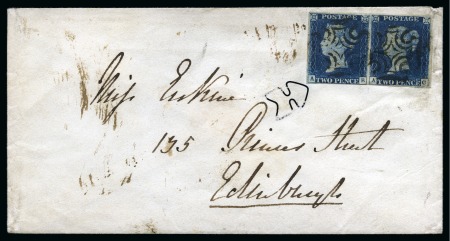 POSTAGE POSTAGE
TWO PENCE TWO PENCE
Miss Erskine
135 Princes Street
Edinburgh